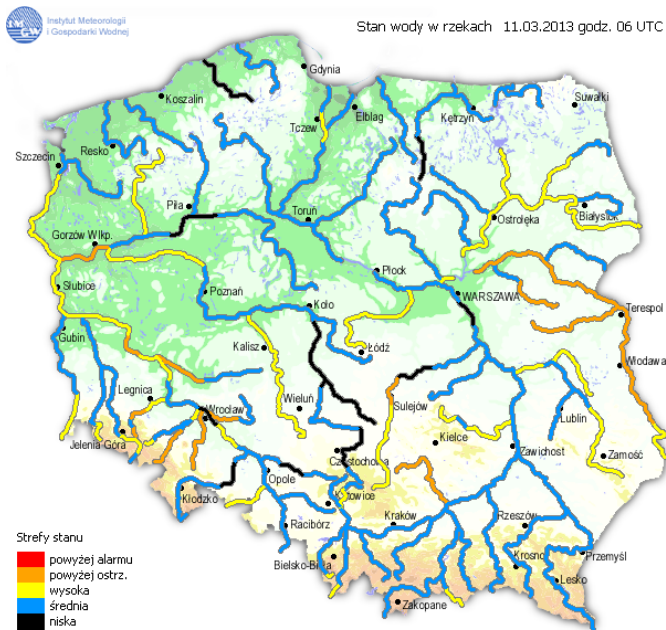 IMGW
Instytut Meteorologii
i Gospodarki Wodnej
Stan wody w rzekach 11.03.2013 godz. 06 UTC
Gdynia
Koszalin
Suwałki
Elbląg
Kętrzyn
Tczew
Resko
Szczecin
Piła
Białystok
Toruń
Ostrołęka
Gorzów Wlkp.
Płock
Słubice
Poznań
WARSZAWA
Koło
Terespol
Gubin
Kalisz
Łódź
Włodawa
Legnica
Wieluń
Sulejów
Wrocław
Lublin
Jelenia Góra
Kielce
Zawichost
Częstochowa
Zamość
Opole
Kłodzko
Katowice
Racibórz
Kraków
Rzeszów
Bielsko-Biała
Krosno
Przemyśl
Lesko
Zakopane
Strefy stanu
powyżej alarmu
powyżej ostrz.
wysoka
średnia
niska